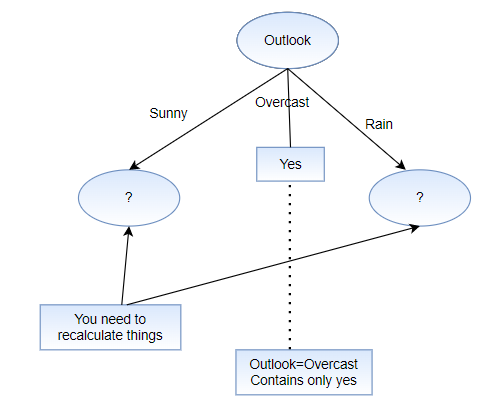 Outlook
Sunny
Overcast
Rain
Yes
?
?
You need to
recalculate things
Outlook=Overcast
Contains only yes